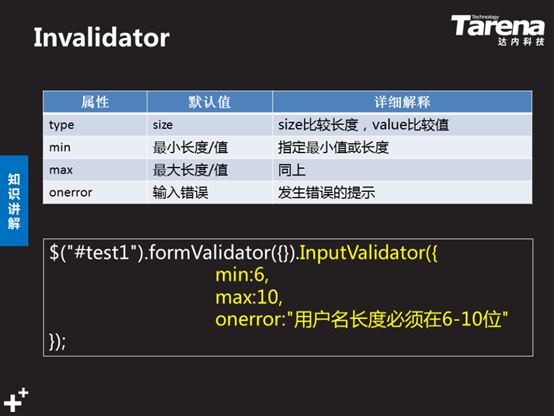 Invalidator
Technology
Tarena
达内科技
属性 默认值 详细解释
type size size比较长度，value比较值
min 最小长度/值 指定最小值或长度
max 最大长度/值 同上
onerror 输入错误 发生错误的提示
知识讲解
$("#test1").formValidator({}).InputValidator({
min:6,
max:10,
onerror:"用户名长度必须在6-10位"
});